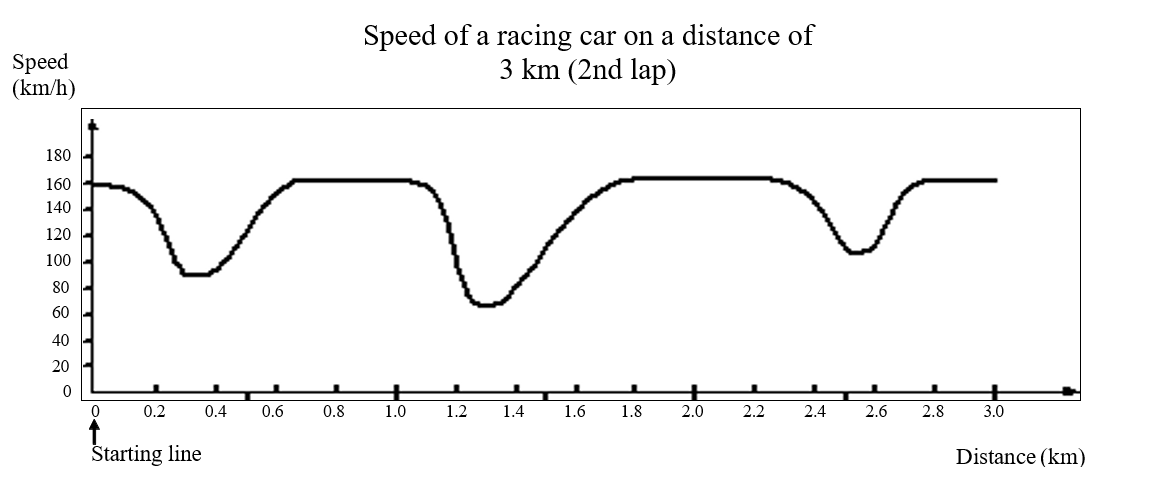 Speed of a racing car on a distance of
3 km (2nd lap)
Speed
(km/h)
180
160
140
120
100
80
60
40
20
0
0 0.2 0.4 0.6 0.8 1.0 1.2 1.4 1.6 1.8 2.0 2.2 2.4 2.6 2.8 3.0
Starting line
Distance (km)